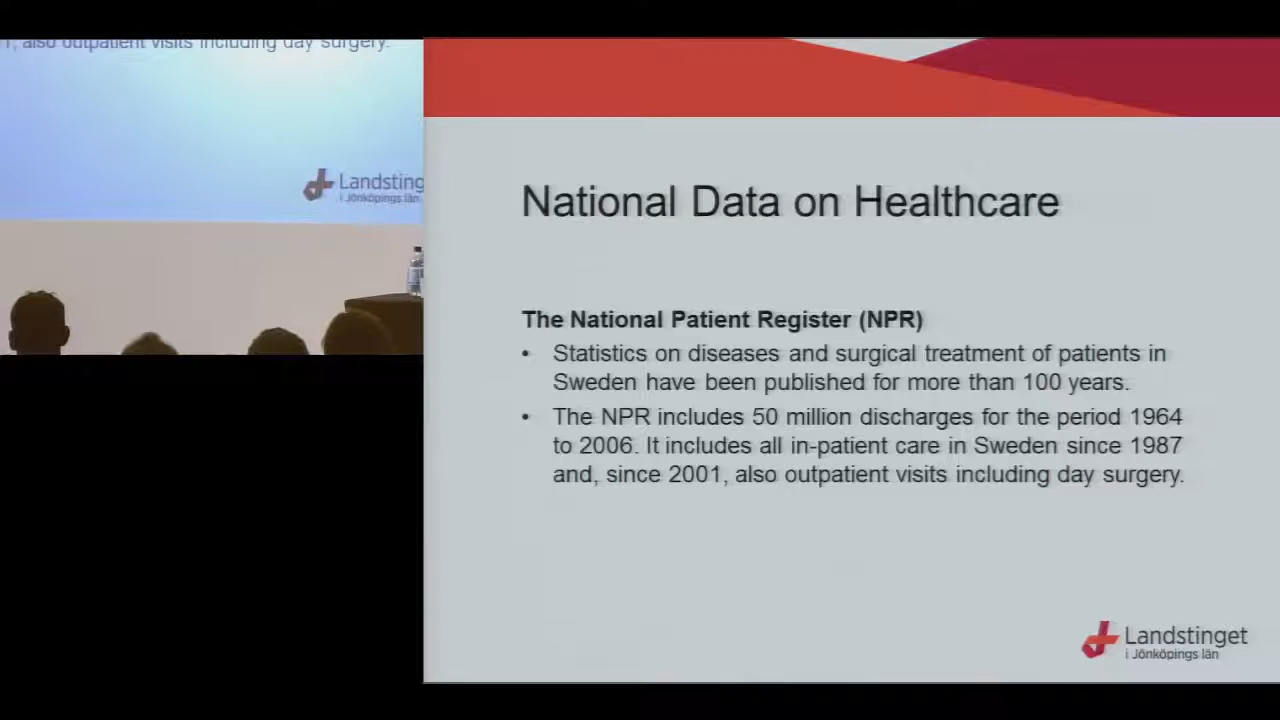 1, also outpatient visits including day surgery.
Landsting
i Jönköpings län
National Data on Healthcare
The National Patient Register (NPR)
• Statistics on diseases and surgical treatment of patients in
Sweden have been published for more than 100 years.
• The NPR includes 50 million discharges for the period 1964
to 2006. It includes all in-patient care in Sweden since 1987
and, since 2001, also outpatient visits including day surgery.
Landstinget
i Jönköpings län